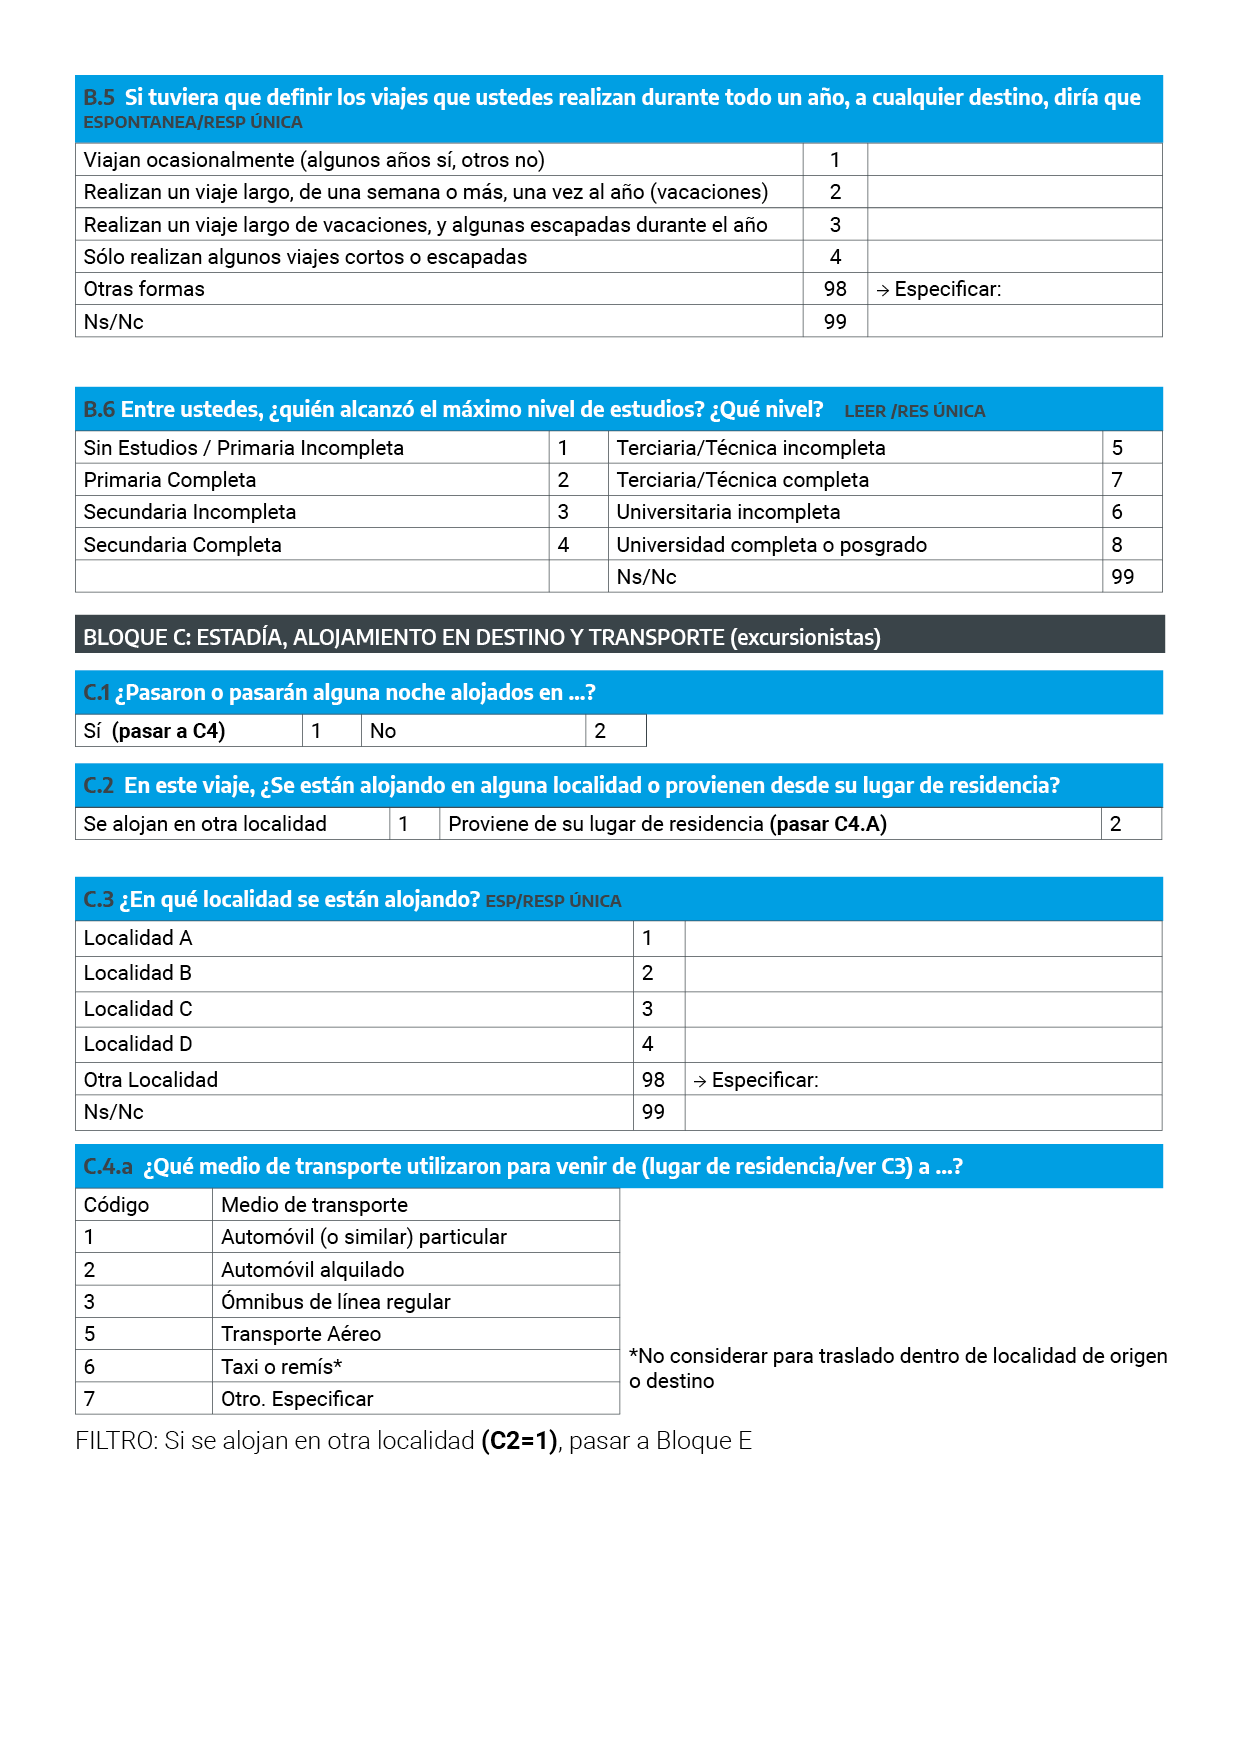 B.5 Si tuviera que definir los viajes que ustedes realizan durante todo un año, a cualquier destino, diría que
ESPONTANEA/RESP ÚNICA
Viajan ocasionalmente (algunos años sí, otros no) 1
Realizan un viaje largo, de una semana o más, una vez al año (vacaciones) 2
Realizan un viaje largo de vacaciones, y algunas escapadas durante el año 3
Sólo realizan algunos viajes cortos o escapadas 4
Otras formas 98 → Especificar:
Ns/Nc 99
B.6 Entre ustedes, ¿quién alcanzó el máximo nivel de estudios? ¿Qué nivel? LEER /RES ÚNICA
Sin Estudios / Primaria Incompleta 1 Terciaria/Técnica incompleta 5
Primaria Completa 2 Terciaria/Técnica completa 7
Secundaria Incompleta 3 Universitaria incompleta 6
Secundaria Completa 4 Universidad completa o posgrado 8
Ns/Nc 99
BLOQUE C: ESTADÍA, ALOJAMIENTO EN DESTINO Y TRANSPORTE (excursionistas)
C.1 ¿Pasaron o pasarán alguna noche alojados en ...?
Sí (pasar a C4) 1 No 2
C.2 En este viaje, ¿Se están alojando en alguna localidad o provienen desde su lugar de residencia?
Se alojan en otra localidad 1 Proviene de su lugar de residencia (pasar C4.A) 2
C.3 ¿En qué localidad se están alojando? ESP/RESP ÚNICA
Localidad A 1
Localidad B 2
Localidad C 3
Localidad D 4
Otra Localidad 98 → Especificar:
Ns/Nc 99
C.4.a ¿Qué medio de transporte utilizaron para venir de (lugar de residencia/ver C3) a ...?
Código Medio de transporte
1 Automóvil (o similar) particular
2 Automóvil alquilado
3 Ómnibus de línea regular
5 Transporte Aéreo
6 Taxi o remís*
7 Otro. Especificar
*No considerar para traslado dentro de localidad de origen
o destino
FILTRO: Si se alojan en otra localidad (C2=1), pasar a Bloque E